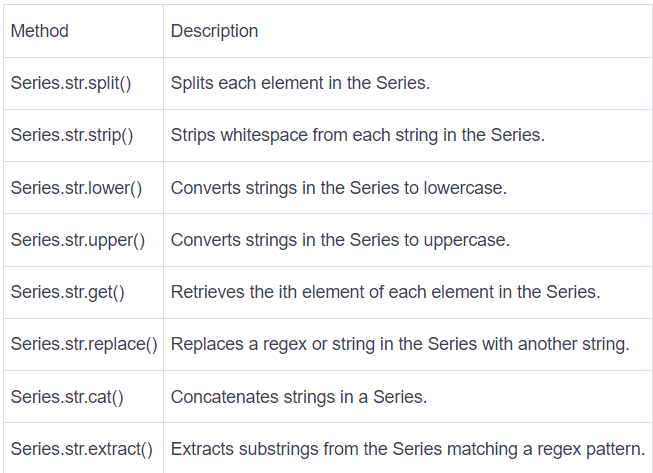 Method Description
Series.str.split() Splits each element in the Series.
Series.str.strip() Strips whitespace from each string in the Series.
Series.str.lower() Converts strings in the Series to lowercase.
Series.str.upper() Converts strings in the Series to uppercase.
Series.str.get() Retrieves the ith element of each element in the Series.
Series.str.replace() Replaces a regex or string in the Series with another string.
Series.str.cat() Concatenates strings in a Series.
Series.str.extract() Extracts substrings from the Series matching a regex pattern.